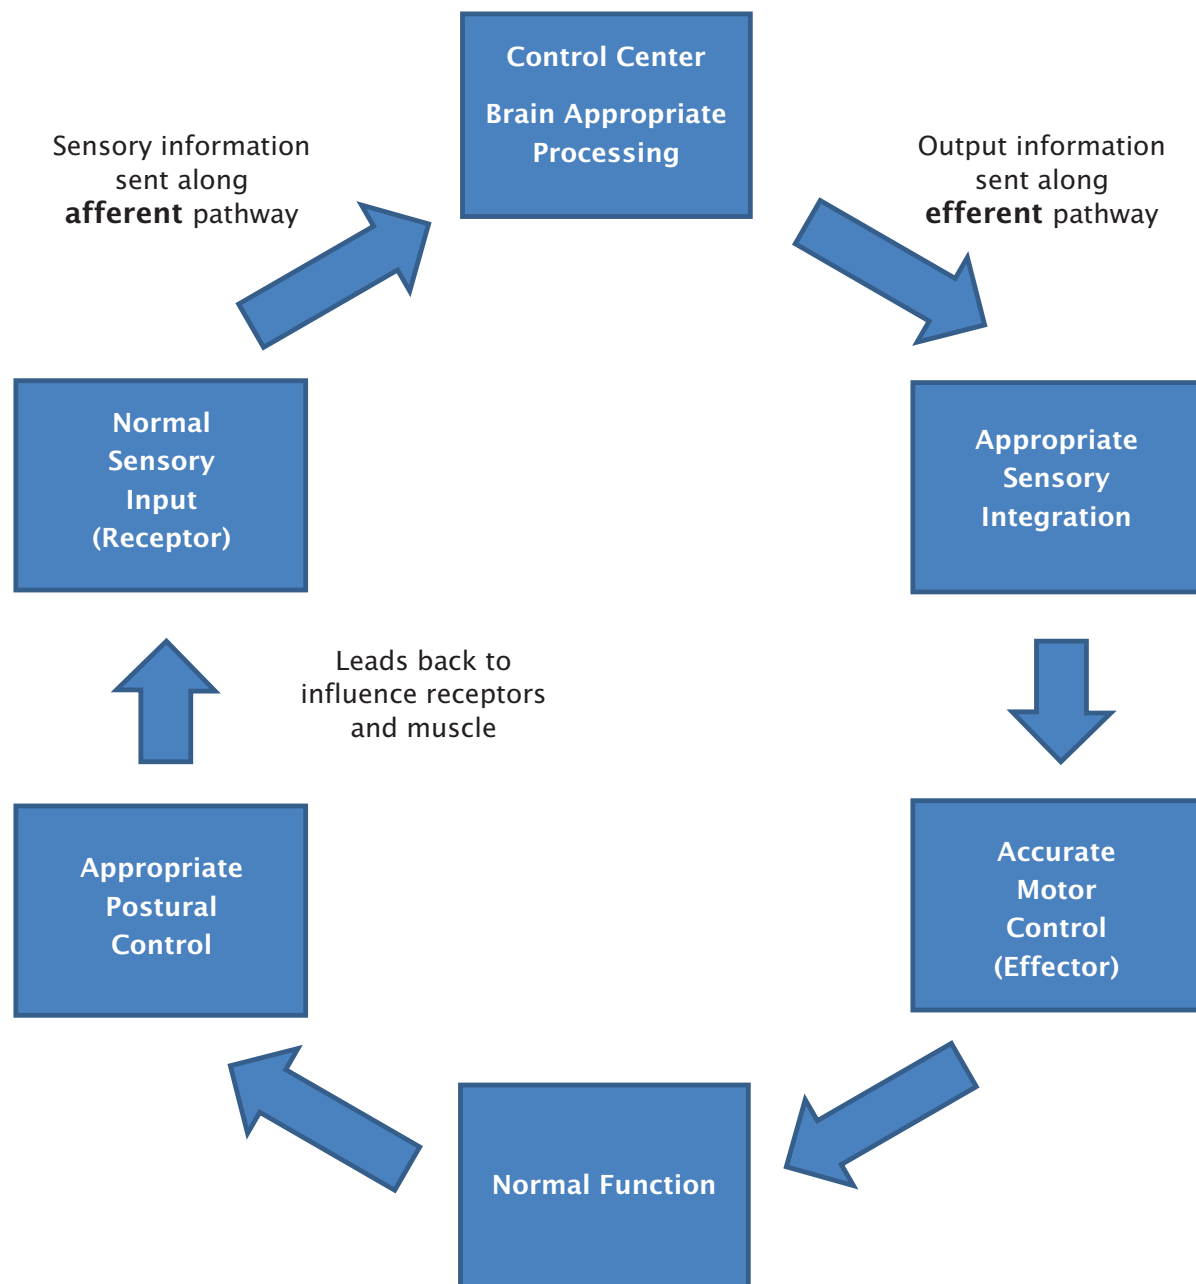 Control Center
Brain Appropriate
Processing
Sensory information
sent along
afferent pathway
Output information
sent along
efferent pathway
Normal
Sensory
Input
(Receptor)
Appropriate
Sensory
Integration
Leads back to
influence receptors
and muscle
Appropriate
Postural
Control
Accurate
Motor
Control
(Effector)
Normal Function